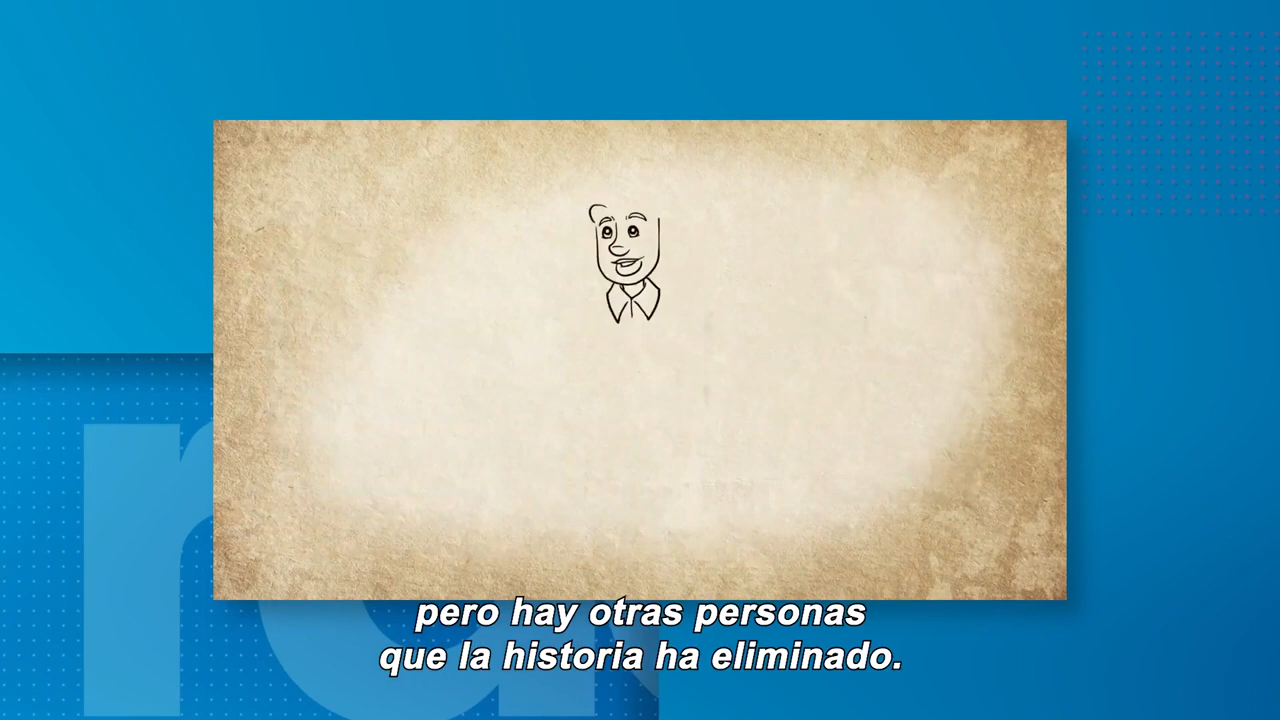 pero hay otras personas
que la historia ha eliminado.